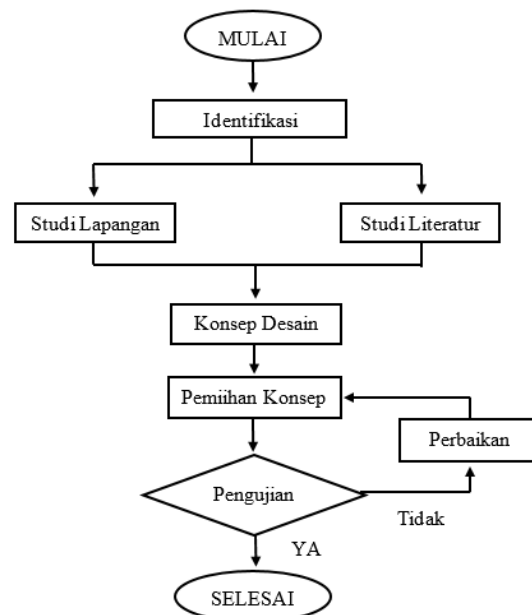 MULAI
Identifikasi
Studi Lapangan
Studi Literatur
Konsep Desain
Pemiihan Konsep
Perbaikan
Pengujian
Tidak
YA
SELESAI